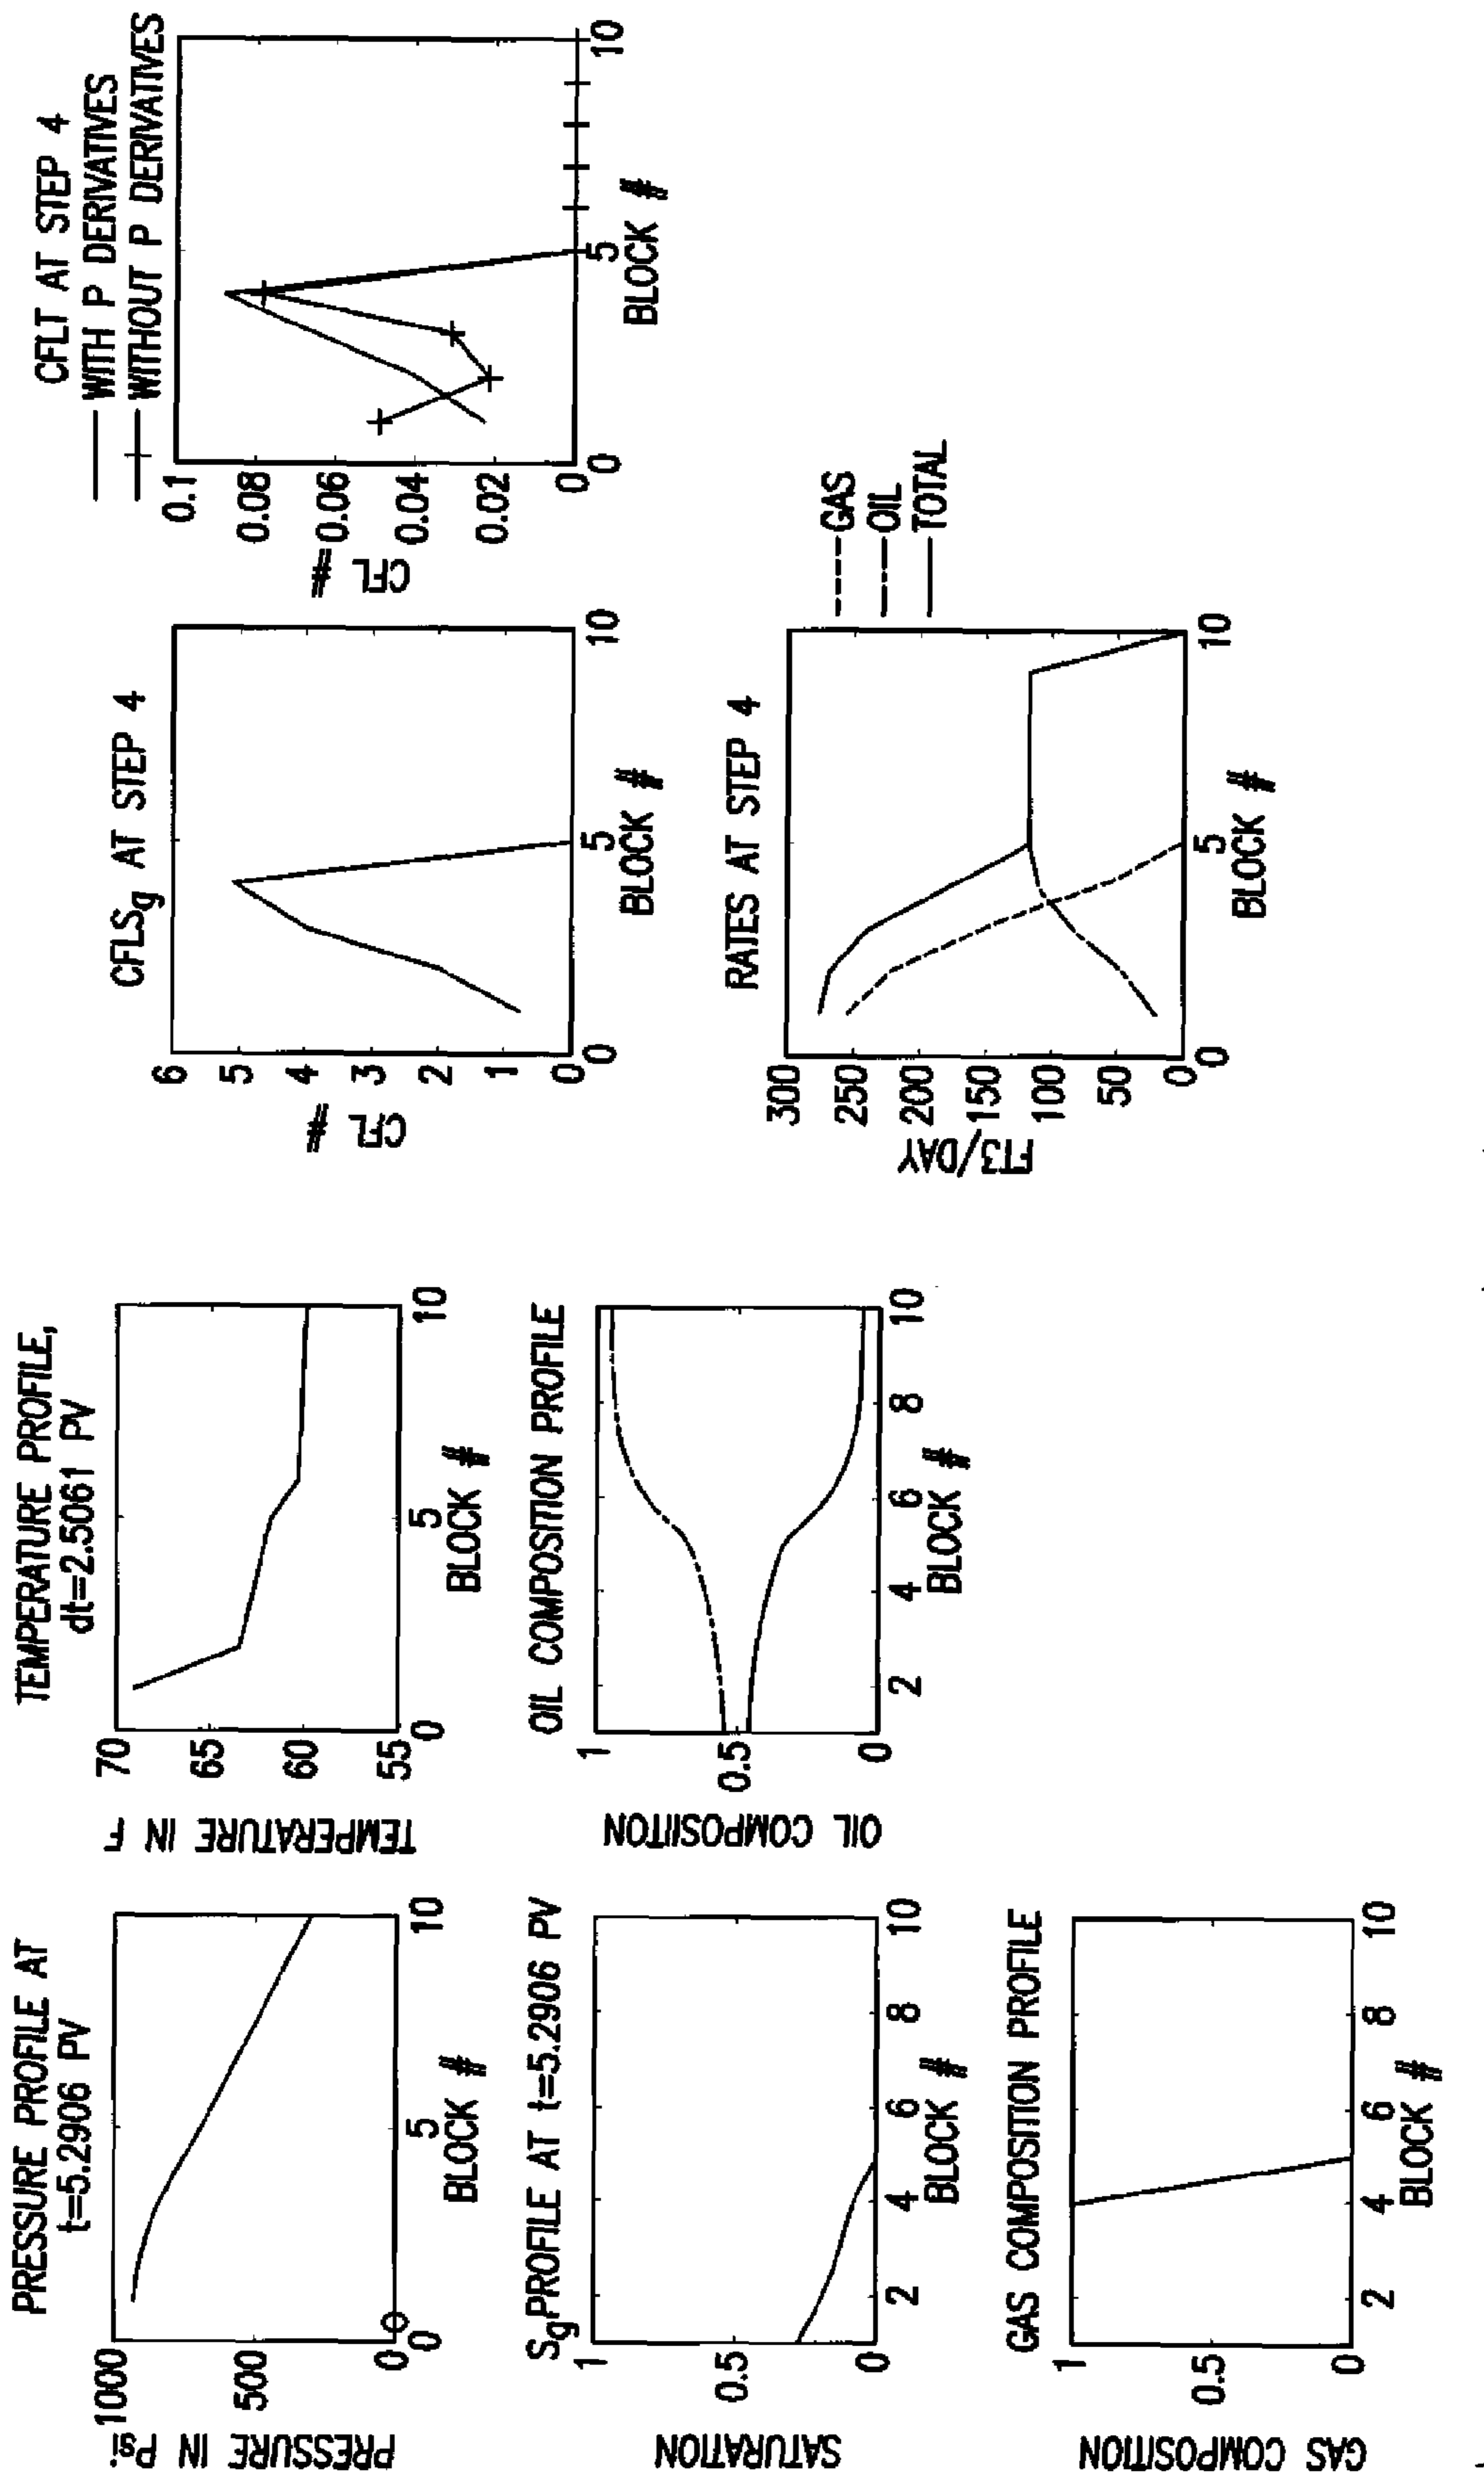 PRESSURE PROFILE AT
t=5.2906 PV
PRESSURE IN Psi
1000
500
0
0
5
10
BLOCK #
TEMPERATURE PROFILE,
dt=2.5061 PV
TEMPERATURE IN F
70
65
60
55
0
5
10
BLOCK #
CFLSg AT STEP 4
CFL #
6
5
4
3
2
1
0
0
5
10
BLOCK #
CFLT AT STEP 4
WITH P DERIVATIVES
WITHOUT P DERIVATIVES
CFL #
0.1
0.08
0.06
0.04
0.02
0
0
5
10
BLOCK #
SgPROFILE AT t=5.2906 PV
SATURATION
1
0.5
0
2
4
6
8
10
BLOCK #
OIL COMPOSITION PROFILE
OIL COMPOSITION
1
0.5
0
2
4
6
8
10
BLOCK #
RATES AT STEP 4
FT3/DAY
300
250
200
150
100
50
0
0
5
10
BLOCK #
GAS
OIL
TOTAL
GAS COMPOSITION PROFILE
GAS COMPOSITION
1
0.5
0
2
4
6
8
10
BLOCK #